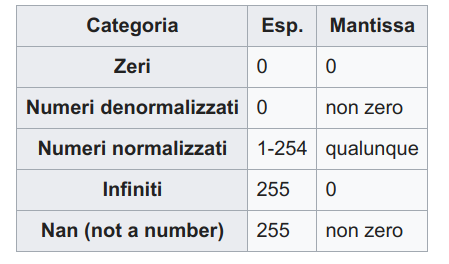 Categoria Esp. Mantissa
Zeri 0 0
Numeri denormalizzati 0 non zero
Numeri normalizzati 1-254 qualunque
Infiniti 255 0
Nan (not a number) 255 non zero